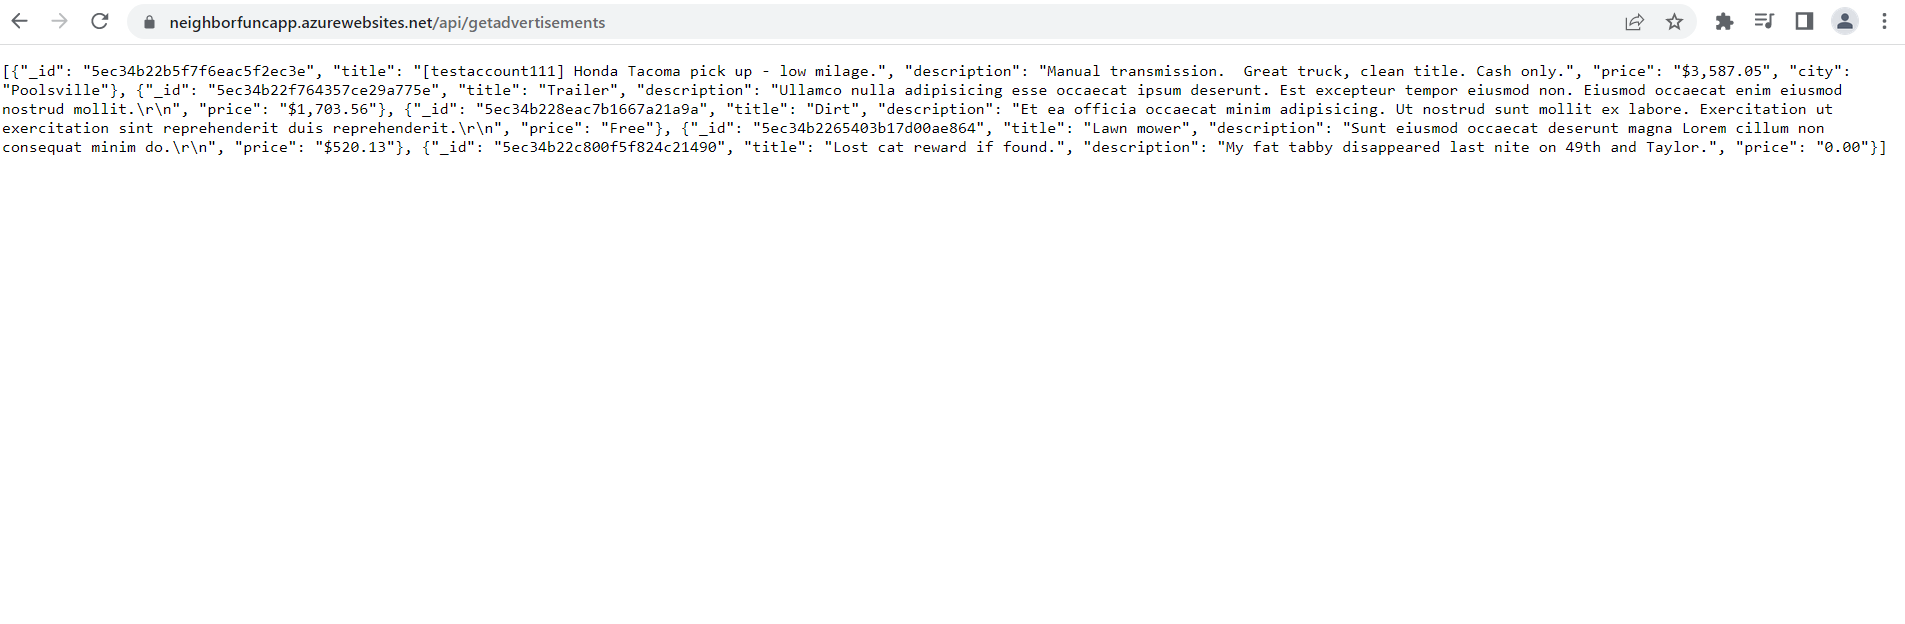 neighborfuncapp.azurewebsites.net/api/getadvertisements
[{"_id": "5ec34b22b5f7f6eac5f2ec3e", "title": "[testaccount111] Honda Tacoma pick up - low milage.", "description": "Manual transmission.  Great truck, clean title. Cash only.", "price": "$3,587.05", "city":
"Poolsville"}, {"_id": "5ec34b22f764357ce29a775e", "title": "Trailer", "description": "Ullamco nulla adipisicing esse occaecat ipsum deserunt. Est excepteur tempor eiusmod non. Eiusmod occaecat enim eiusmod
nostrud mollit.\r\n", "price": "$1,703.56"}, {"_id": "5ec34b228eac7b1667a21a9a", "title": "Dirt", "description": "Et ea officia occaecat minim adipisicing. Ut nostrud sunt mollit ex labore. Exercitation ut
exercitation sint reprehenderit duis reprehenderit.\r\n", "price": "Free"}, {"_id": "5ec34b2265403b17d00ae864", "title": "Lawn mower", "description": "Sunt eiusmod occaecat deserunt magna Lorem cillum non
consequat minim do.\r\n", "price": "$520.13"}, {"_id": "5ec34b22c800f5f824c21490", "title": "Lost cat reward if found.", "description": "My fat tabby disappeared last nite on 49th and Taylor.", "price": "0.00"}]